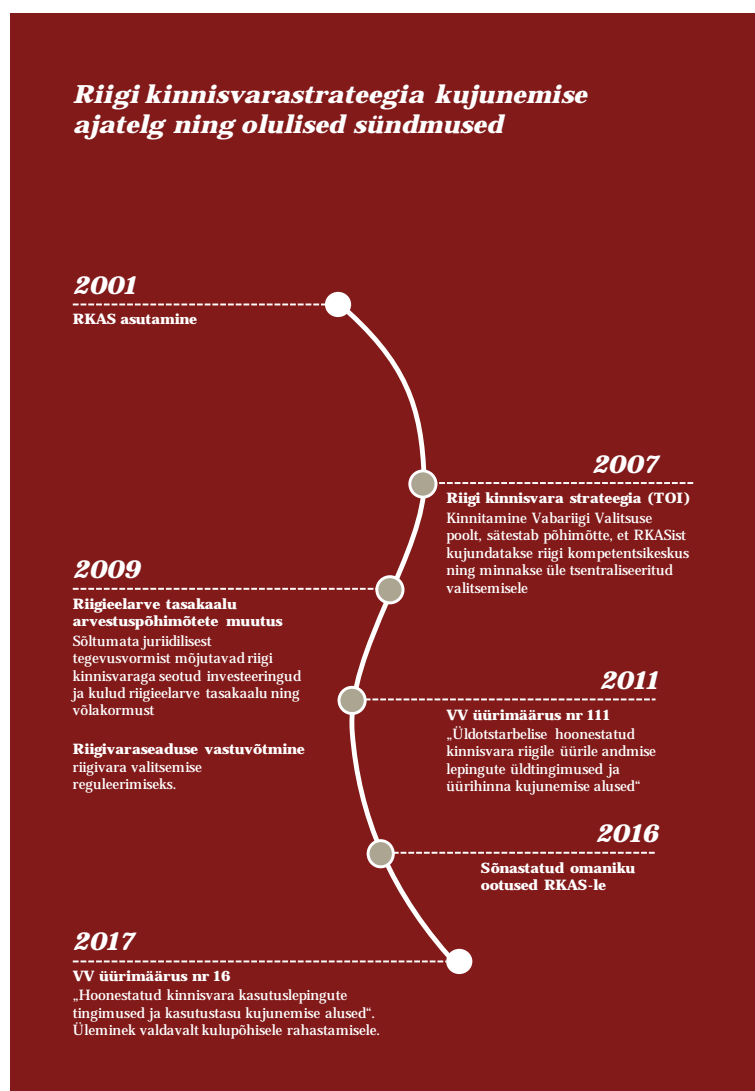 Riigi kinnisvarastrateegia kujunemise
ajatelg ning olulised sündmused
2001
RKAS asutamine
2007
Riigi kinnisvara strateegia (TOI)
Kinnitamine Vabariigi Valitsuse
poolt, sätestab põhimõtte, et RKASist
kujundatakse riigi kompetentsikeskus
ning minnakse üle tsentraliseeritud
valitsemisele
2009
Riigieelarve tasakaalu
arvestuspõhimõtete muutus
Sõltumata juriidilisest
tegevusvormist mõjutavad riigi
kinnisvaraga seotud investeeringud
ja kulud riigieelarve tasakaalu ning
võlakormust
Riigivaraseaduse vastuvõtmine
riigivara valitsemise
reguleerimiseks.
2011
VV üürimäärus nr 111
„Üldotstarbelise hoonestatud
kinnisvara riigile üürile andmise
lepingute üldtingimused ja
üürihinna kujunemise alused“
2016
Sõnastatud omaniku
ootused RKAS-le
2017
VV üürimäärus nr 16
„Hoonestatud kinnisvara kasutuslepingute
tingimused ja kasutustasu kujunemise alused“.
Üleminek valdavalt kulupõhisele rahastamisele.